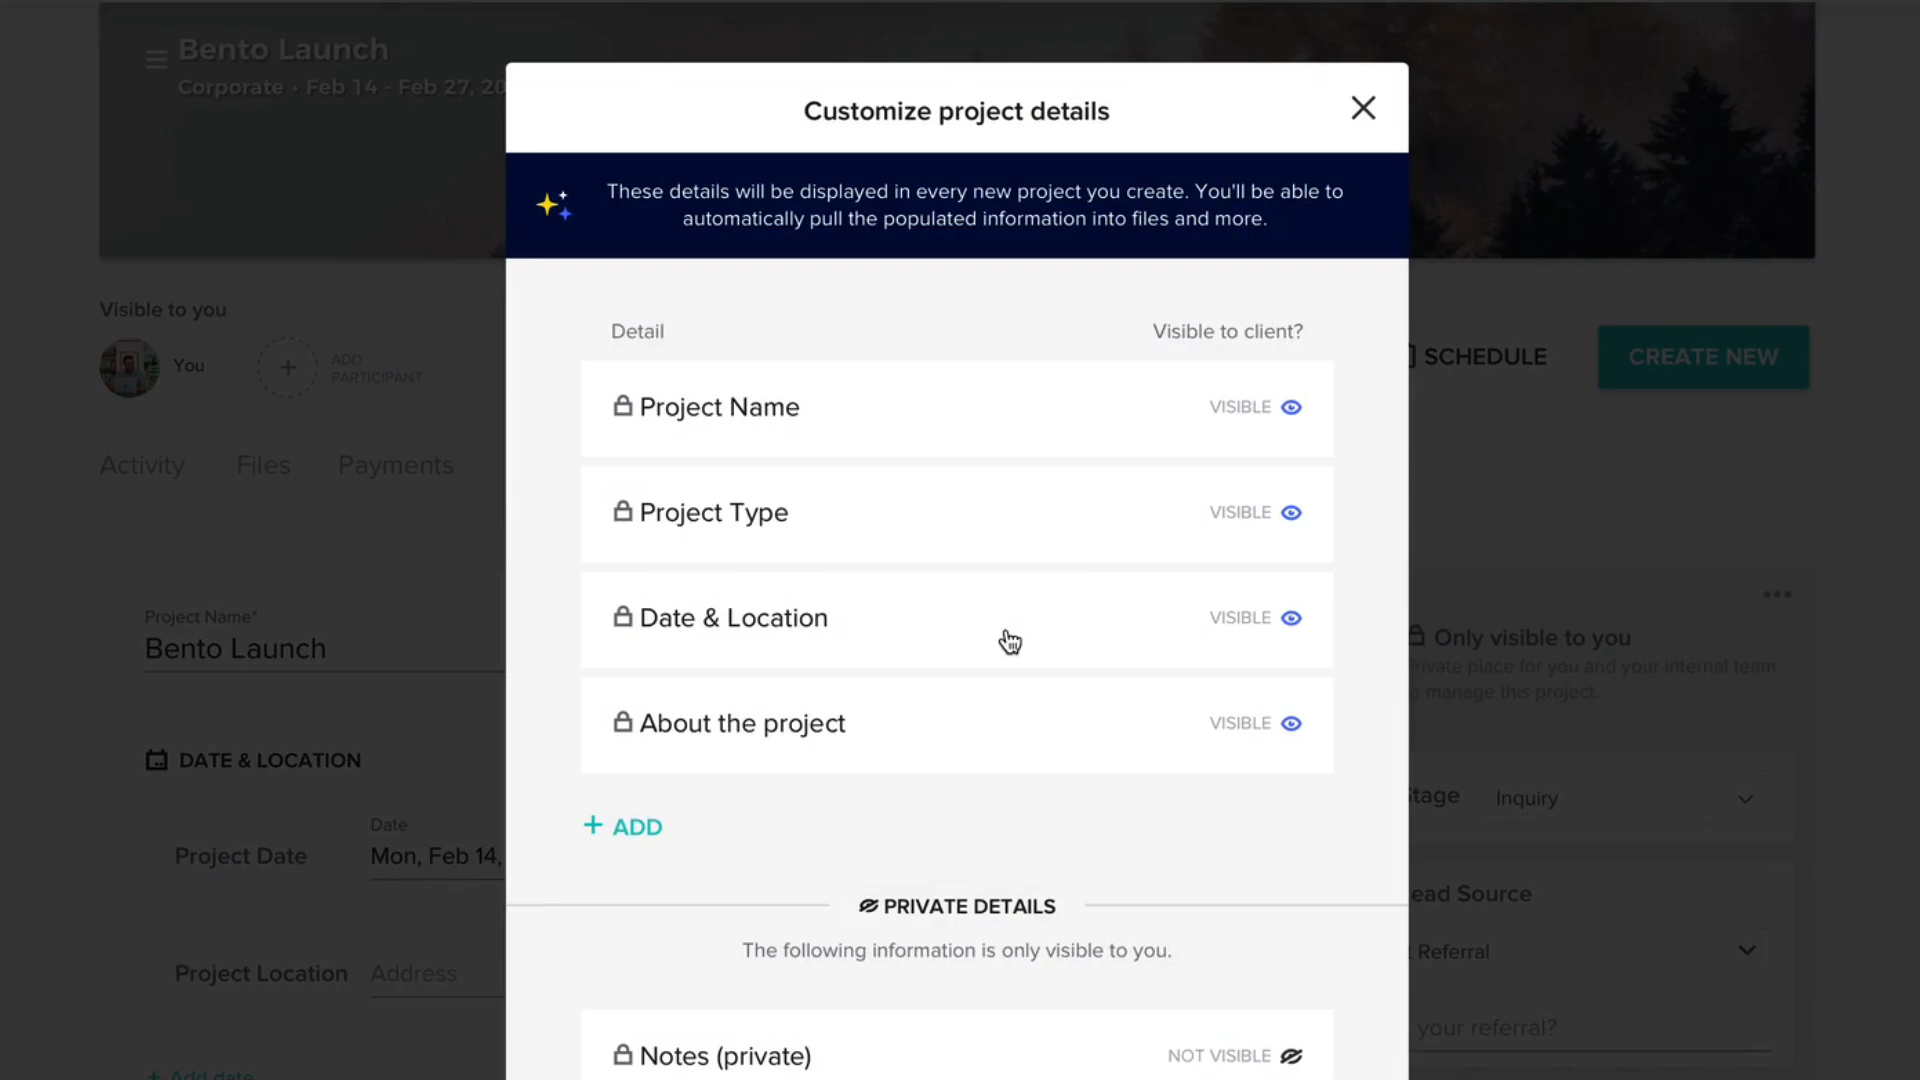 Bento Launch
Corporate • Feb 14 - Feb 27, 20
Customize project details
These details will be displayed in every new project you create. You'll be able to
automatically pull the populated information into files and more.
Visible to you
You
ADD
PARTICIPANT
SCHEDULE
CREATE NEW
Activity
Files
Payments
Detail
Visible to client?
Project Name
VISIBLE
Project Type
VISIBLE
Date & Location
VISIBLE
About the project
VISIBLE
+ ADD
PRIVATE DETAILS
The following information is only visible to you.
Notes (private)
NOT VISIBLE
Project Name*
Bento Launch
DATE & LOCATION
Date
Project Date
Mon, Feb 14,
Project Location
Address
+ Add date
Only visible to you
place for you and your internal team
manage this project.
Inquiry
Source
Referral
your referral?